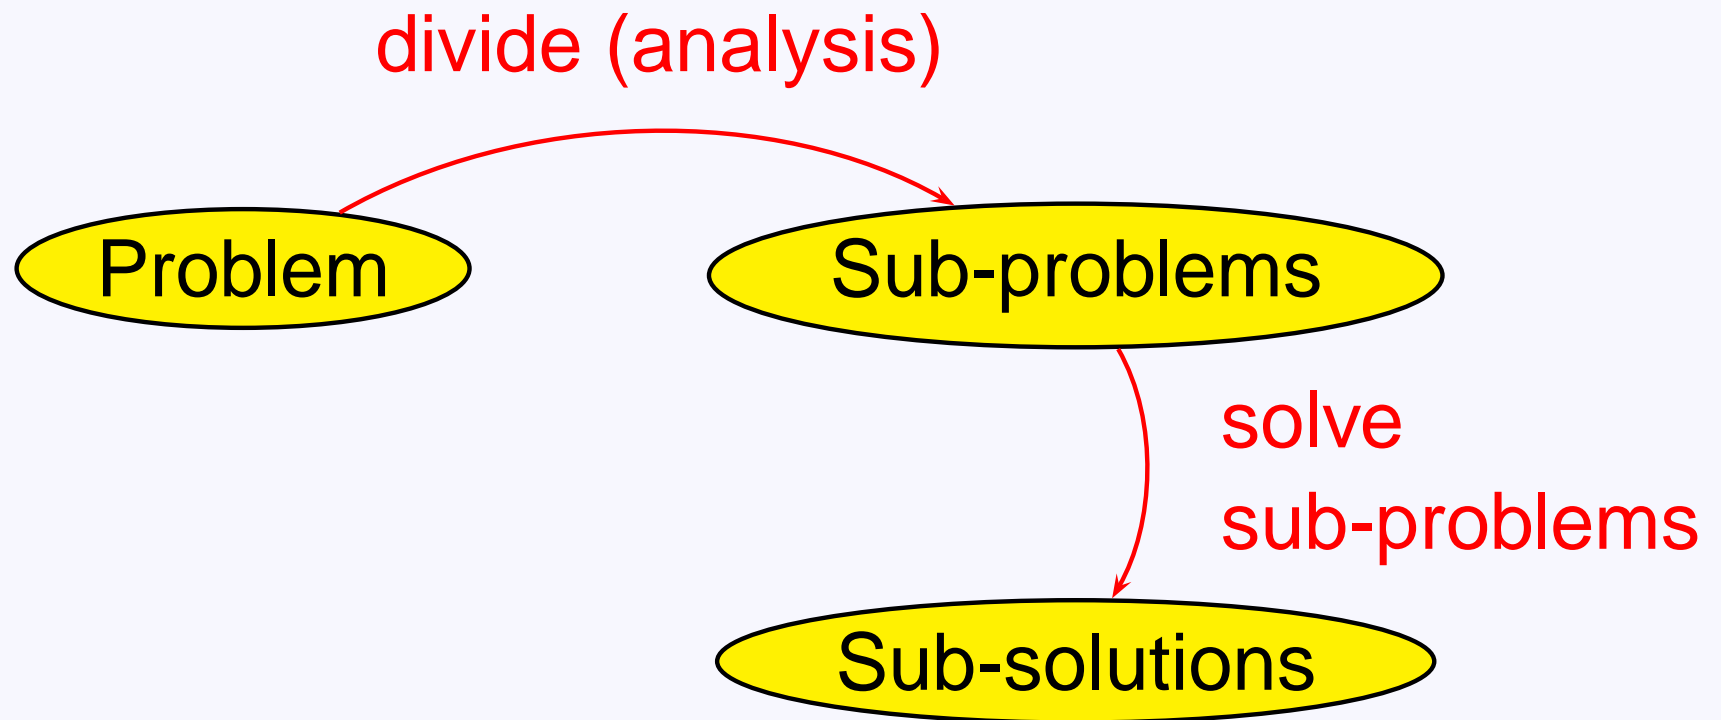 divide (analysis)
Problem
Sub-problems
solve
sub-problems
Sub-solutions